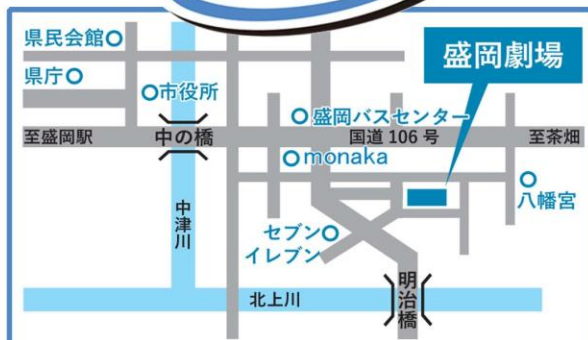 県民会館
県庁
市役所
盛岡劇場
盛岡バスセンター
至盛岡駅
中の橋
国道106号
至茶畑
monaka
八幡宮
中津川
セブン
イレブン
明治橋
北上川